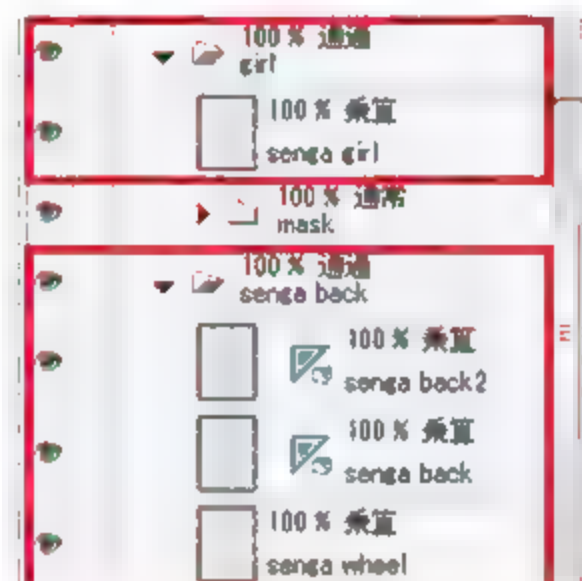 100 % 通過
girl
100 % 乗算
senga girl
100 % 通常
mask
100 % 通過
senga back
100 % 乗算
senga back2
100 % 乗算
senga back
100 % 乗算
senga wheel